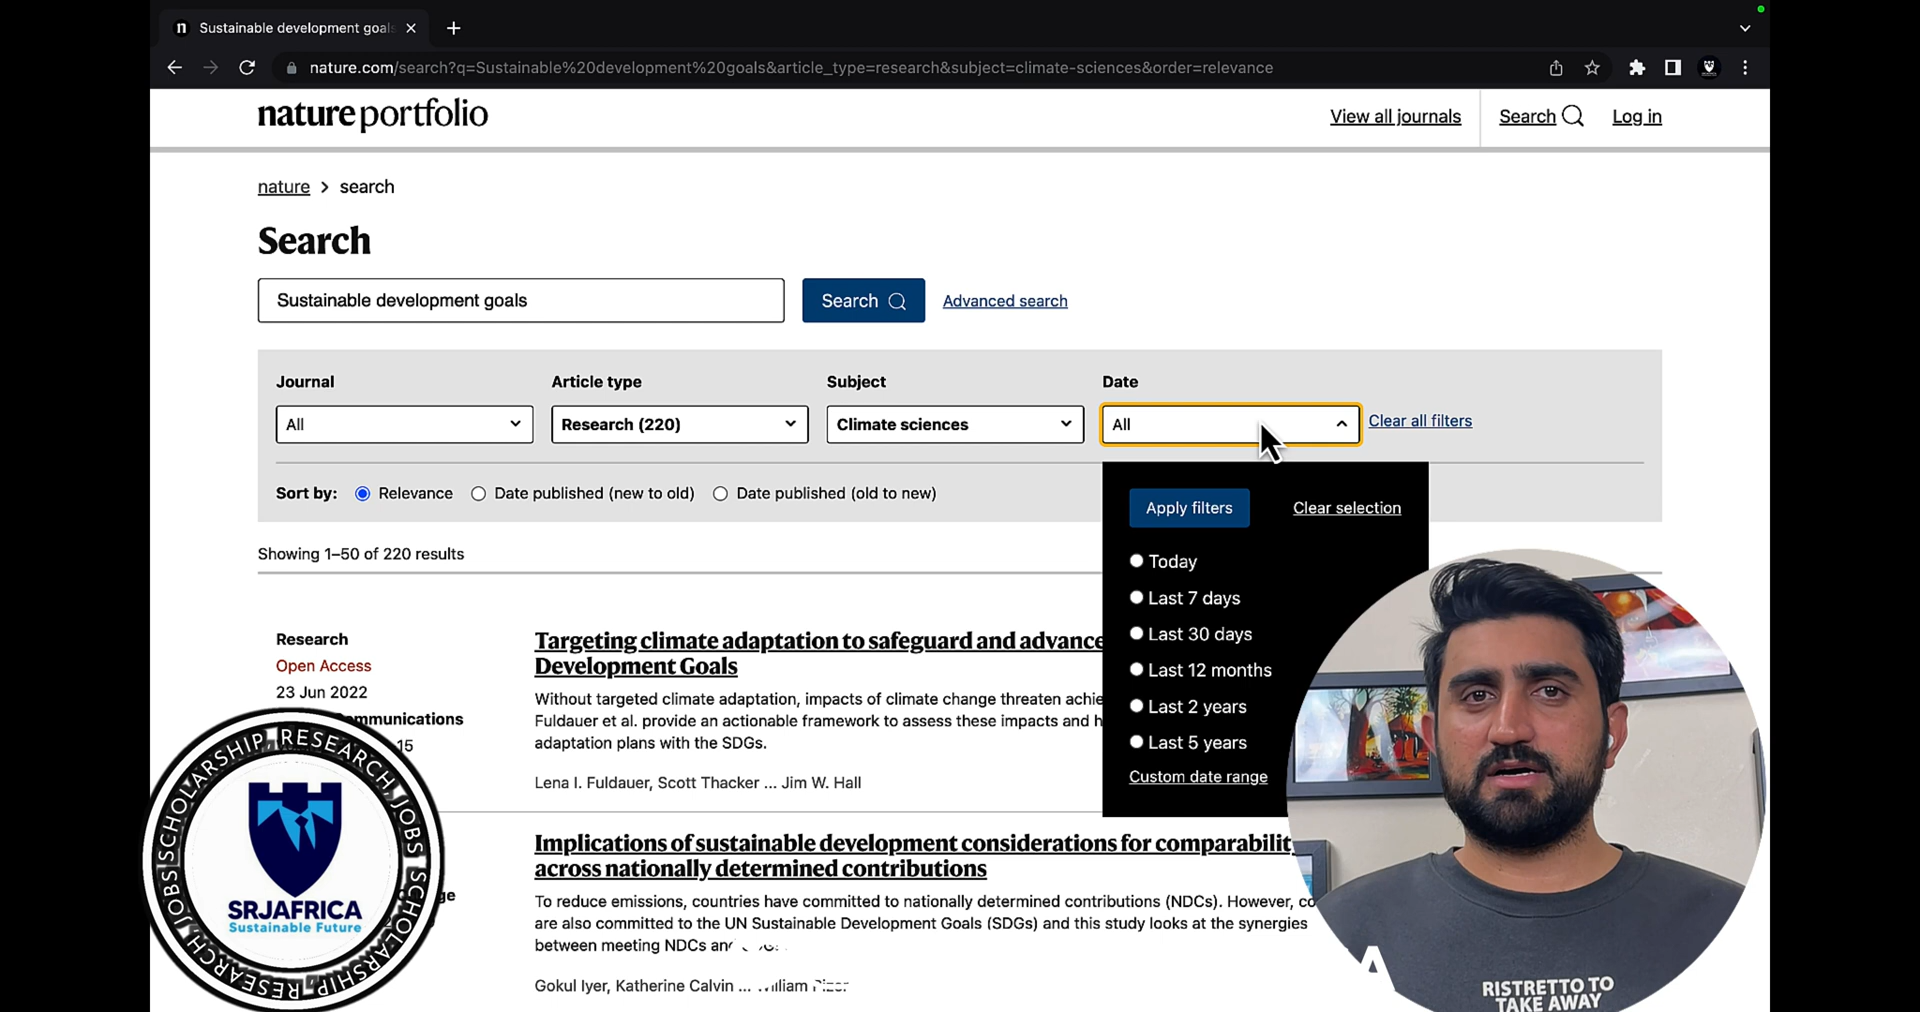 Sustainable development goals
nature.com/search?q=Sustainable%20development%20goals&article_type=research&subject=climate-sciences&order=relevance
nature portfolio
View all journals
Search
Log in
nature > search
Search
Sustainable development goals
Search
Advanced search
Journal
Article type
Subject
Date
All
Research (220)
Climate sciences
All
Clear all filters
Sort by:
Relevance
Date published (new to old)
Date published (old to new)
Apply filters
Clear selection
Today
Last 7 days
Last 30 days
Last 12 months
Last 2 years
Last 5 years
Custom date range
Showing 1–50 of 220 results
Research
Open Access
23 Jun 2022
15
Targeting climate adaptation to safeguard and advance
Development Goals
Without targeted climate adaptation, impacts of climate change threaten
Fuldauer et al. provide an actionable framework to assess these impacts and
adaptation plans with the SDGs.
Lena I. Fuldauer, Scott Thacker ... Jim W. Hall
Implications of sustainable development considerations for
across nationally determined contributions
To reduce emissions, countries have committed to nationally determined contributions (NDCs). However,
are also committed to the UN Sustainable Development Goals (SDGs) and this study looks at the synergies
between meeting NDCs
Gokul Iyer, Katherine Calvin ...
SCHOLARSHIP RESEARCH JOBS SCHOLARSHIP RESEARCH JOBS
SRJAFRICA
Sustainable Future
RISTRETTO TO
TAKE AWAY